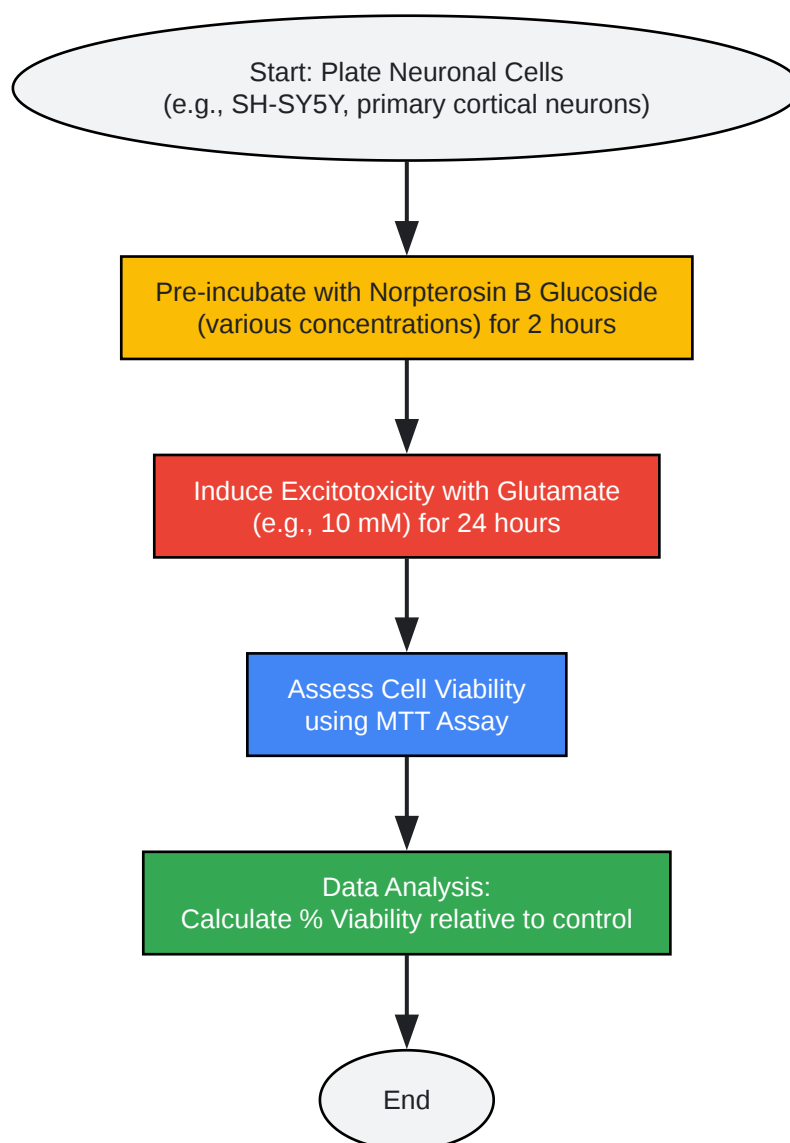 Start: Plate Neuronal Cells
(e.g., SH-SY5Y, primary cortical neurons)
Pre-incubate with Norpterosin B Glucoside
(various concentrations) for 2 hours
Induce Excitotoxicity with Glutamate
(e.g., 10 mM) for 24 hours
Assess Cell Viability
using MTT Assay
Data Analysis:
Calculate % Viability relative to control
End